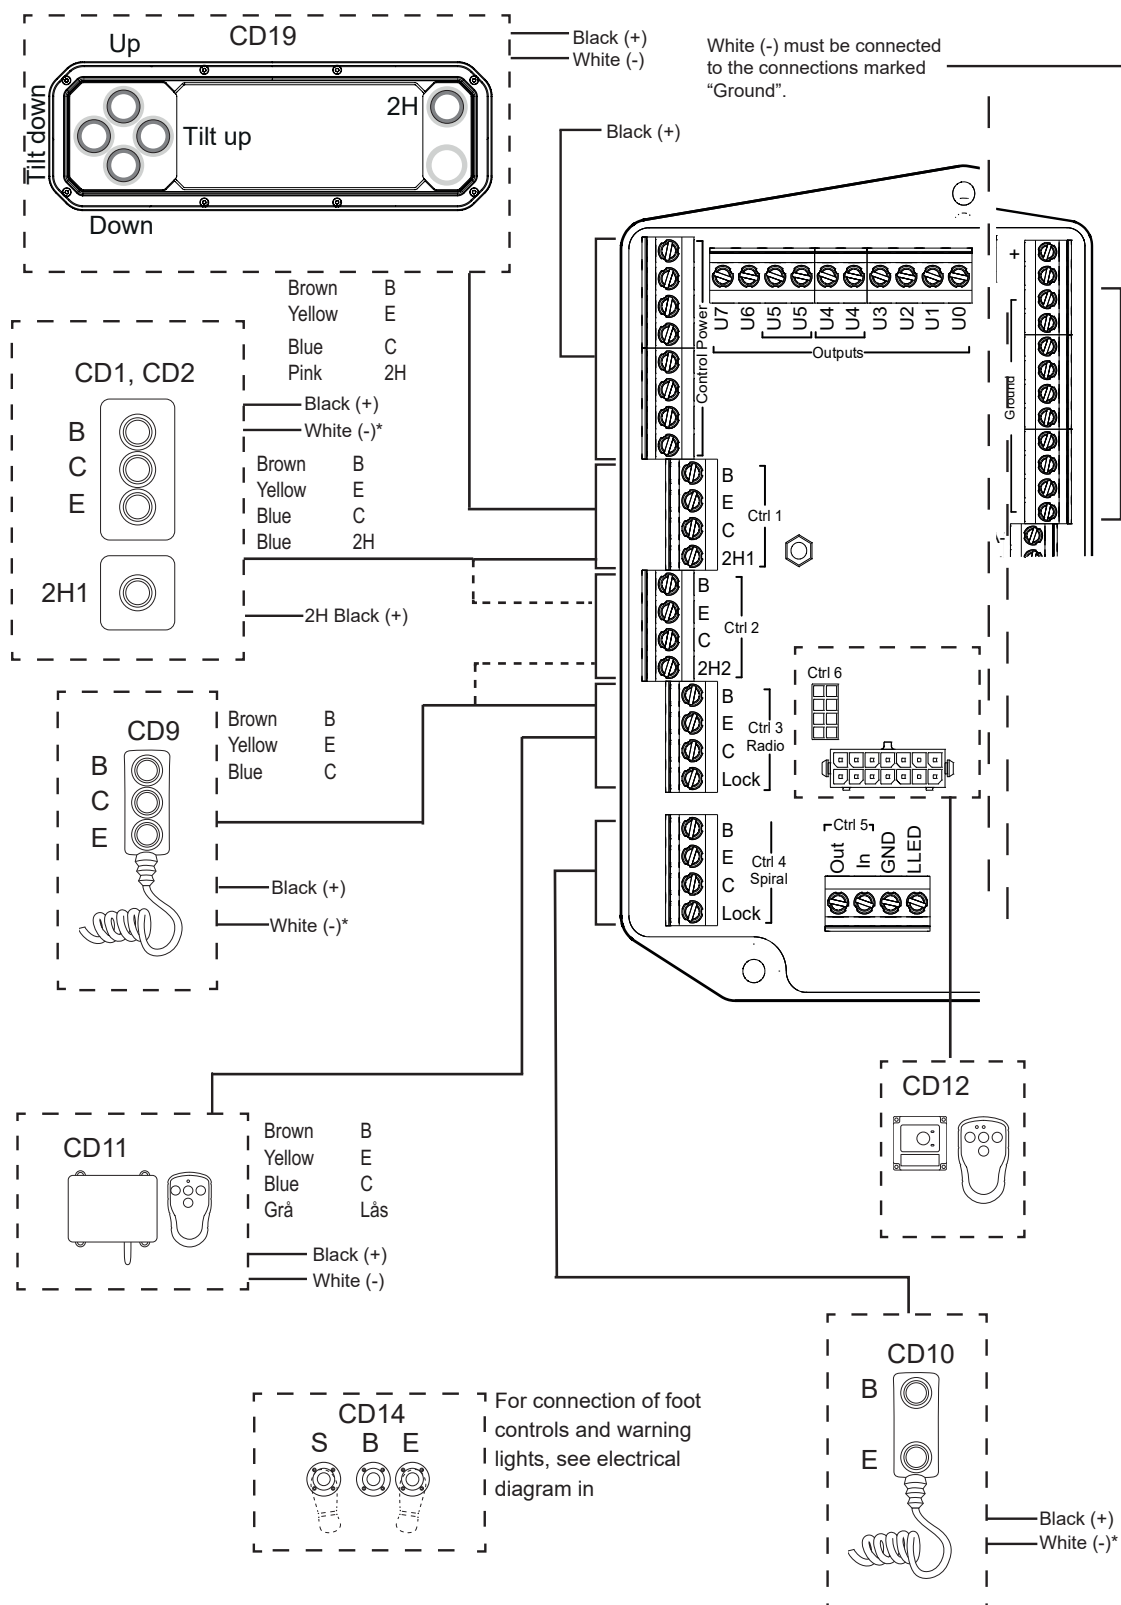 CD19
Up
Tilt down
Tilt up
2H
Down
Black (+)
White (-)
White (-) must be connected
to the connections marked
“Ground”.
Black (+)
Brown B
Yellow E
Blue C
Pink 2H
CD1, CD2
B
C
E
2H1
Black (+)
White (-)*
Brown B
Yellow E
Blue C
Blue 2H
2H Black (+)
Control Power
U7
U6
U5
U5
U4
U4
U3
U2
U1
U0
Outputs
+
Ground
-
B
E
C
2H1
Ctrl 1
B
E
C
2H2
Ctrl 2
B
E
C
Lock
Ctrl 3
Radio
B
E
C
Lock
Ctrl 4
Spiral
Ctrl 6
Ctrl 5
Out
In
GND
LLED
CD9
B
C
E
Brown B
Yellow E
Blue C
Black (+)
White (-)*
CD11
Brown B
Yellow E
Blue C
Grå Lås
Black (+)
White (-)
CD12
CD14
S B E
For connection of foot
controls and warning
lights, see electrical
diagram in
CD10
B
E
Black (+)
White (-)*